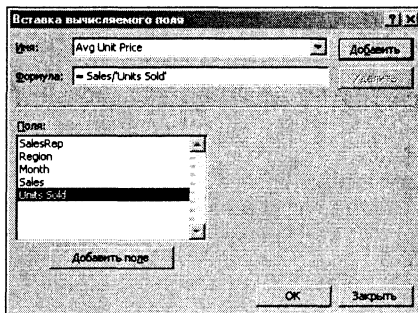 Вставка вычисляемого поля
Имя: Avg Unit Price Добавить
Формула: = Sales/'Units Sold' Удалить
Поля:
SalesRep
Region
Month
Sales
Units Sold
Добавить поле
OK Закрыть